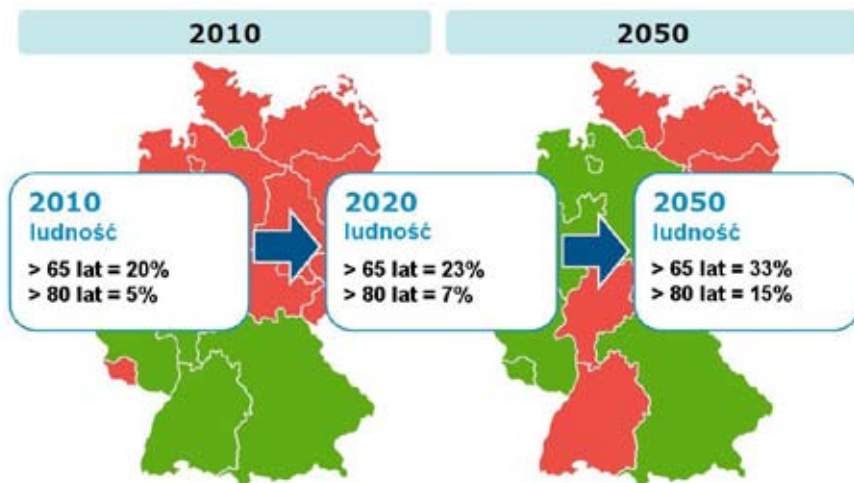 2010
2050
2010
ludność
> 65 lat = 20%
> 80 lat = 5%
2020
ludność
> 65 lat = 23%
> 80 lat = 7%
2050
ludność
> 65 lat = 33%
> 80 lat = 15%